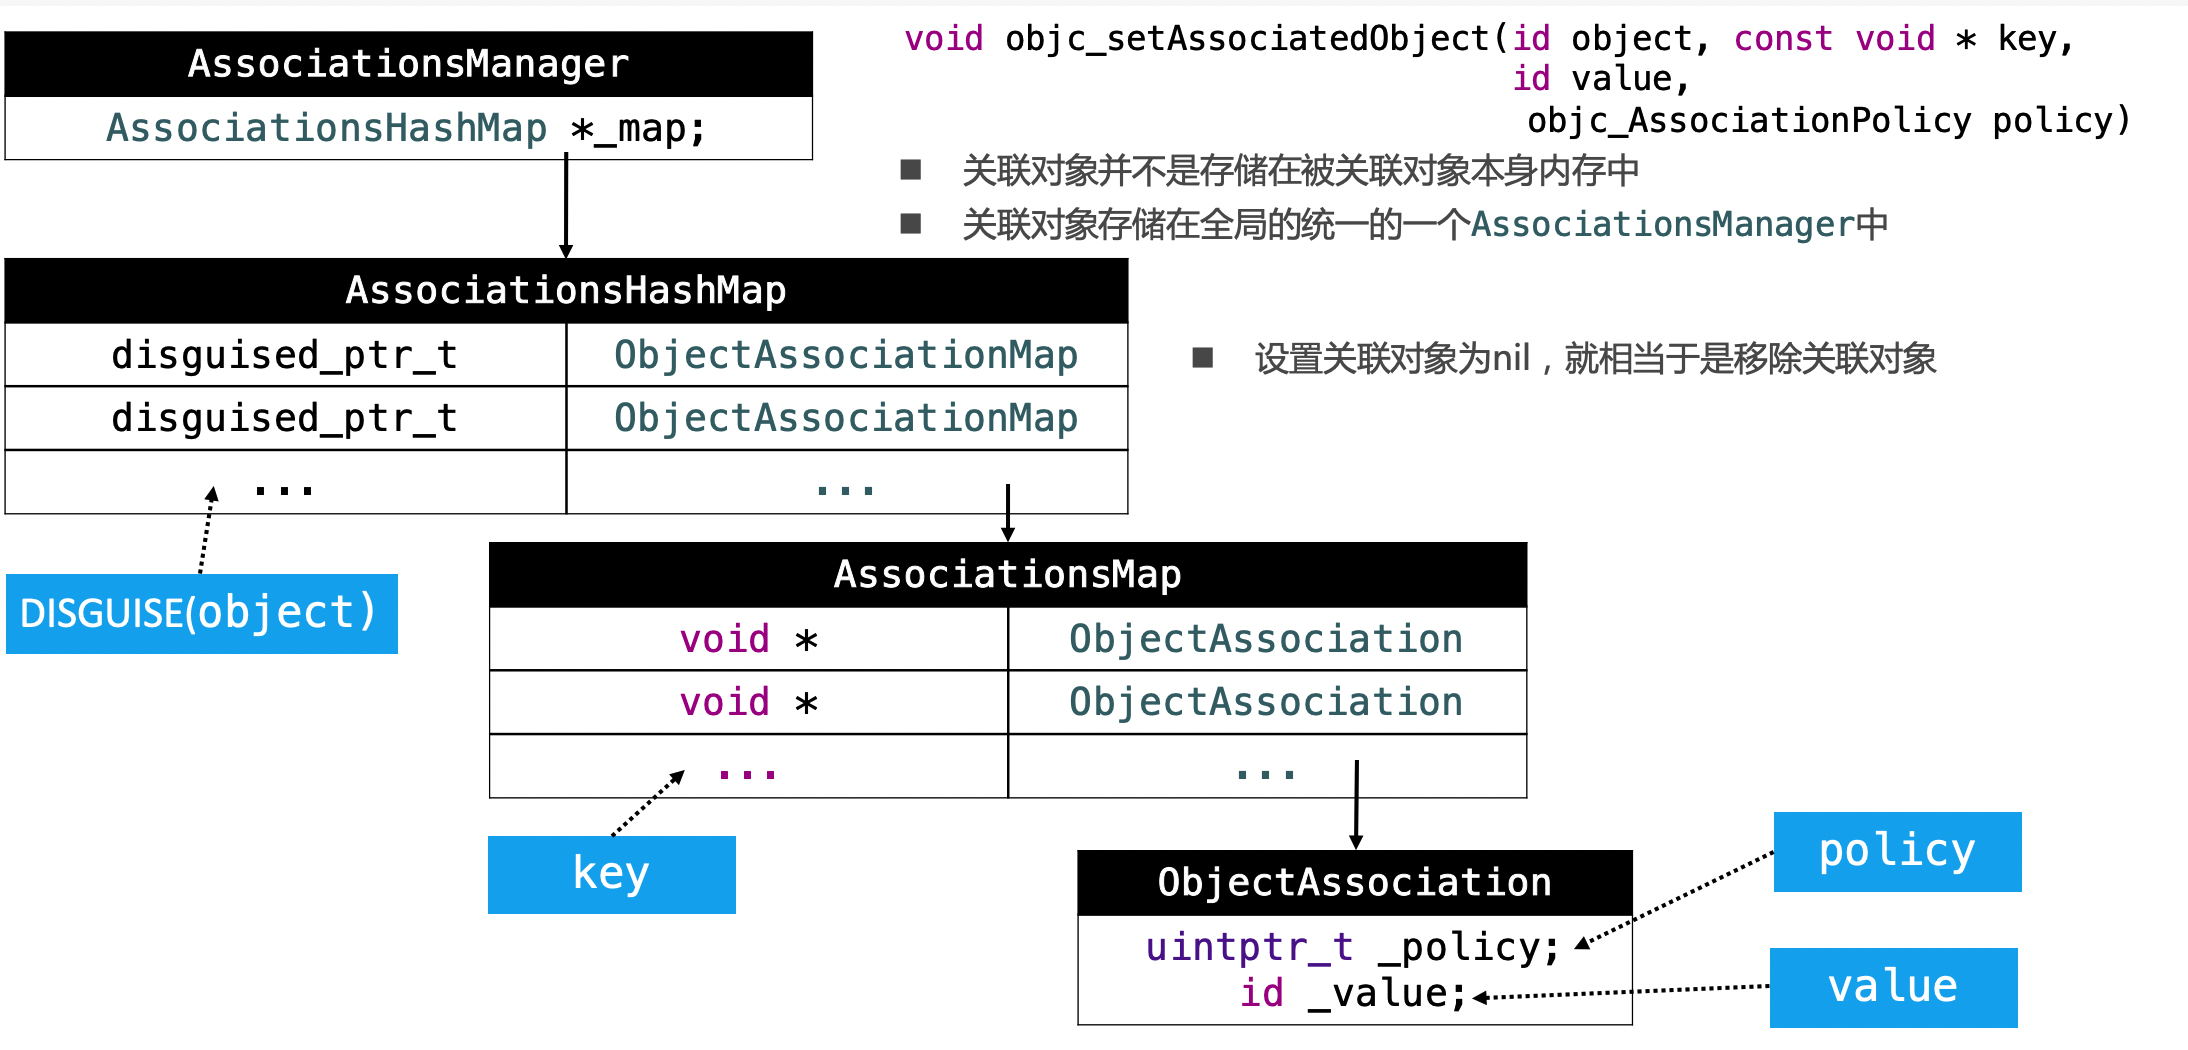 AssociationsManager
AssociationsHashMap *_map;
void objc_setAssociatedObject(id object, const void * key,
id value,
objc_AssociationPolicy policy)
■ 关联对象并不是存储在被关联对象本身内存中
■ 关联对象存储在全局的统一的一个AssociationsManager中
■ 设置关联对象为nil，就相当于是移除关联对象
AssociationsHashMap
disguised_ptr_t ObjectAssociationMap
disguised_ptr_t ObjectAssociationMap
... ...
DISGUISE(object)
AssociationsMap
void * ObjectAssociation
void * ObjectAssociation
... ...
key
ObjectAssociation
uintptr_t _policy;
id _value;
policy
value